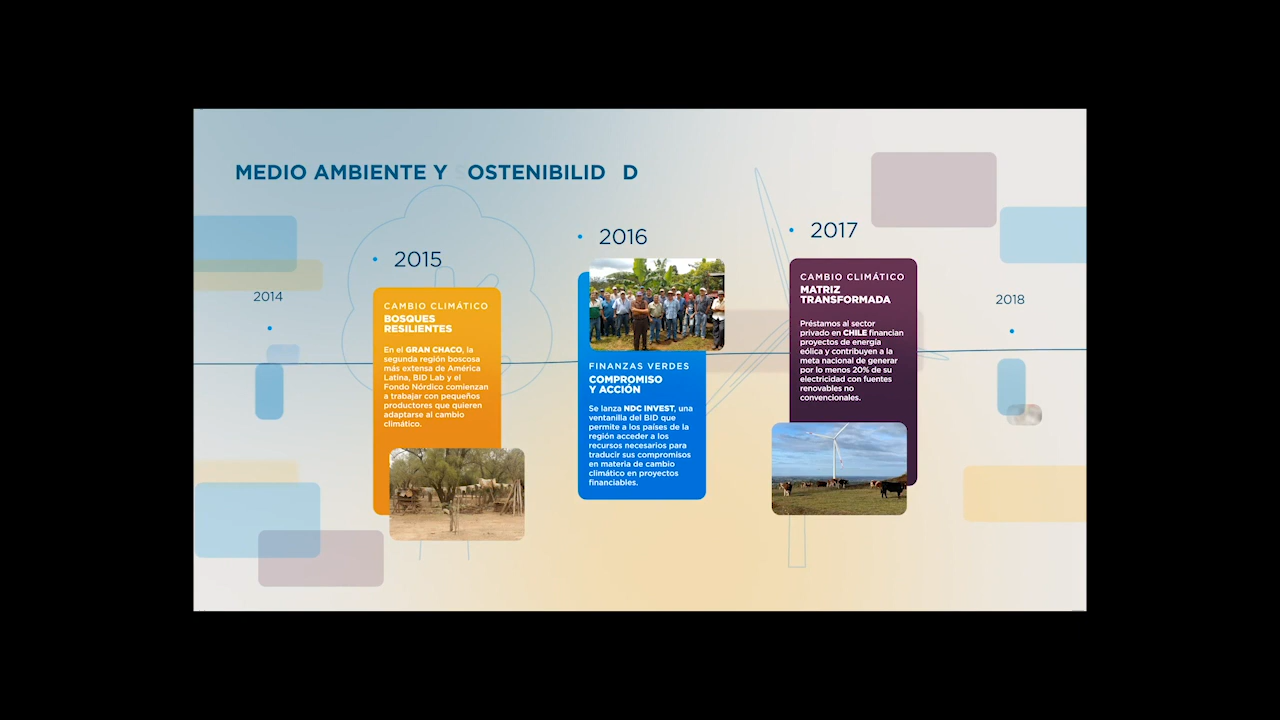 MEDIO AMBIENTE Y SOSTENIBILID D
2014
2015
CAMBIO CLIMÁTICO
BOSQUES
RESILIENTES
En el GRAN CHACO, la
segunda región boscosa
más extensa de América
Latina, BID Lab y el
Fondo Nórdico comienzan
a trabajar con pequeños
productores que quieren
adaptarse al cambio
climático.
2016
FINANZAS VERDES
COMPROMISO
Y ACCIÓN
Se lanza NDC INVEST, una
ventanilla del BID que
permite a los países de la
región acceder a los
recursos necesarios para
traducir sus compromisos
en materia de cambio
climático en proyectos
financiables.
2017
CAMBIO CLIMÁTICO
MATRIZ
TRANSFORMADA
Préstamos al sector
privado en CHILE financian
proyectos de energía
eólica y contribuyen a la
meta nacional de generar
por lo menos 20% de su
electricidad con fuentes
renovables no
convencionales.
2018